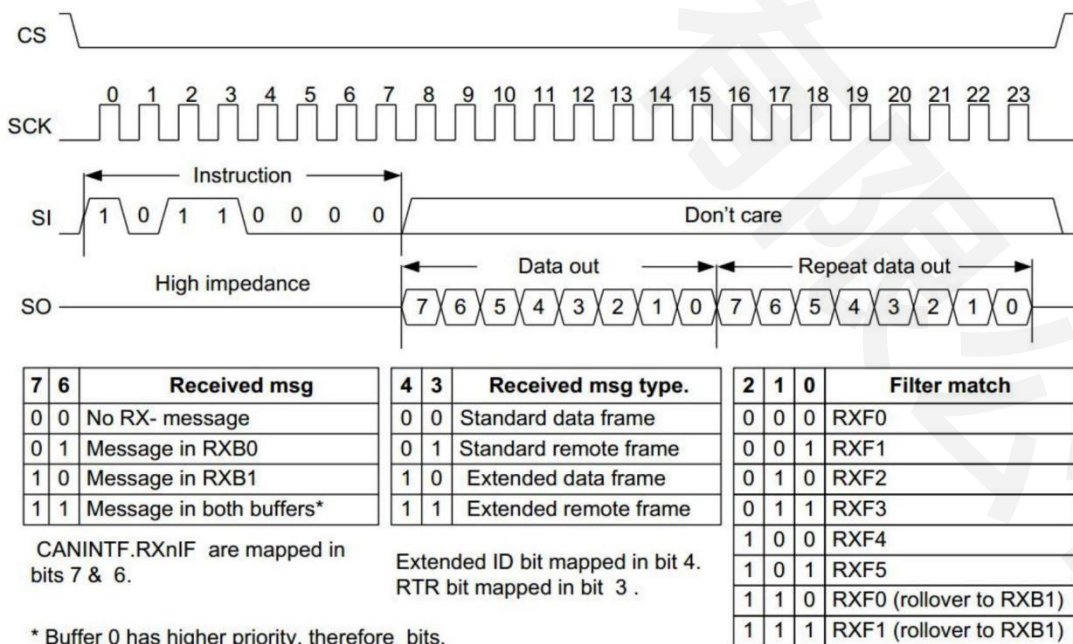 CS
SCK
0 1 2 3 4 5 6 7 8 9 10 11 12 13 14 15 16 17 18 19 20 21 22 23
Instruction
SI
1 0 1 1 0 0 0 0
Don't care
High impedance
Data out
Repeat data out
SO
7 6 5 4 3 2 1 0 7 6 5 4 3 2 1 0
7 6 Received msg
0 0 No RX- message
0 1 Message in RXB0
1 0 Message in RXB1
1 1 Message in both buffers*
CANINTF.RXnIF are mapped in
bits 7 & 6.
4 3 Received msg type.
0 0 Standard data frame
0 1 Standard remote frame
1 0 Extended data frame
1 1 Extended remote frame
Extended ID bit mapped in bit 4.
RTR bit mapped in bit 3 .
2 1 0 Filter match
0 0 0 RXF0
0 0 1 RXF1
0 1 0 RXF2
0 1 1 RXF3
1 0 0 RXF4
1 0 1 RXF5
1 1 0 RXF0 (rollover to RXB1)
1 1 1 RXF1 (rollover to RXB1)
* Buffer 0 has higher priority, therefore bits.
有限公